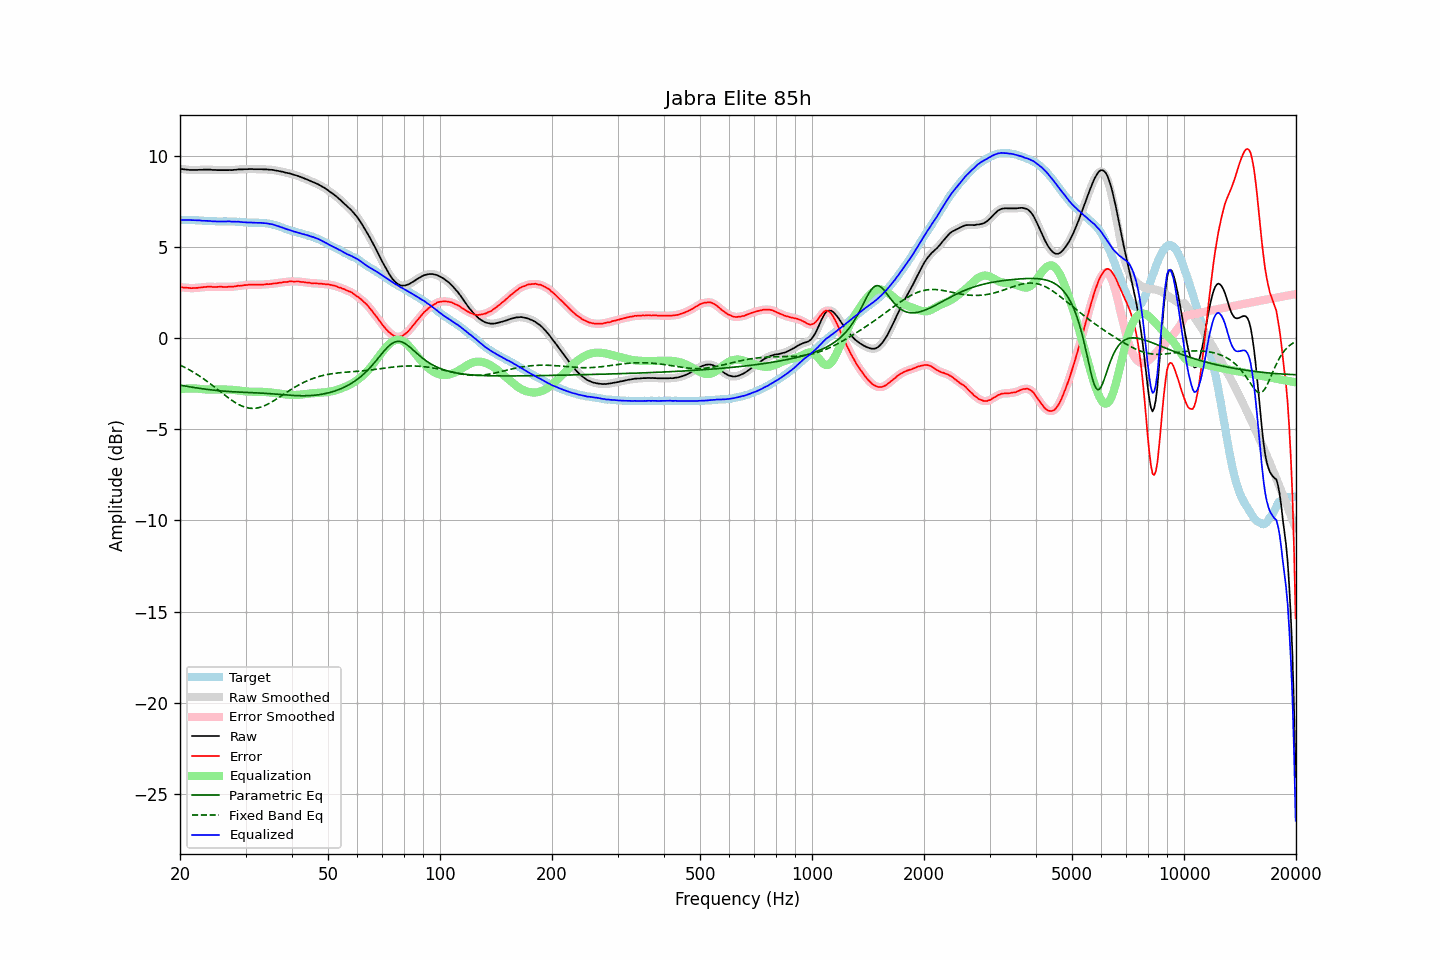 Jabra Elite 85h
Amplitude (dBr)
10
5
0
−5
−10
−15
−20
−25
Target
Raw Smoothed
Error Smoothed
Raw
Error
Equalization
Parametric Eq
Fixed Band Eq
Equalized
20 50 100 200 500 1000 2000 5000 10000 20000
Frequency (Hz)